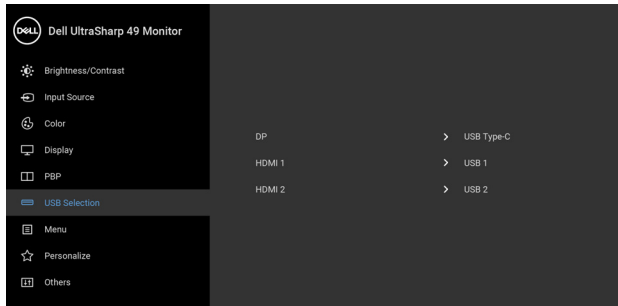 DELL Dell UltraSharp 49 Monitor
Brightness/Contrast
Input Source
Color
Display
PBP
USB Selection
Menu
Personalize
Others
DP > USB Type-C
HDMI 1 > USB 1
HDMI 2 > USB 2